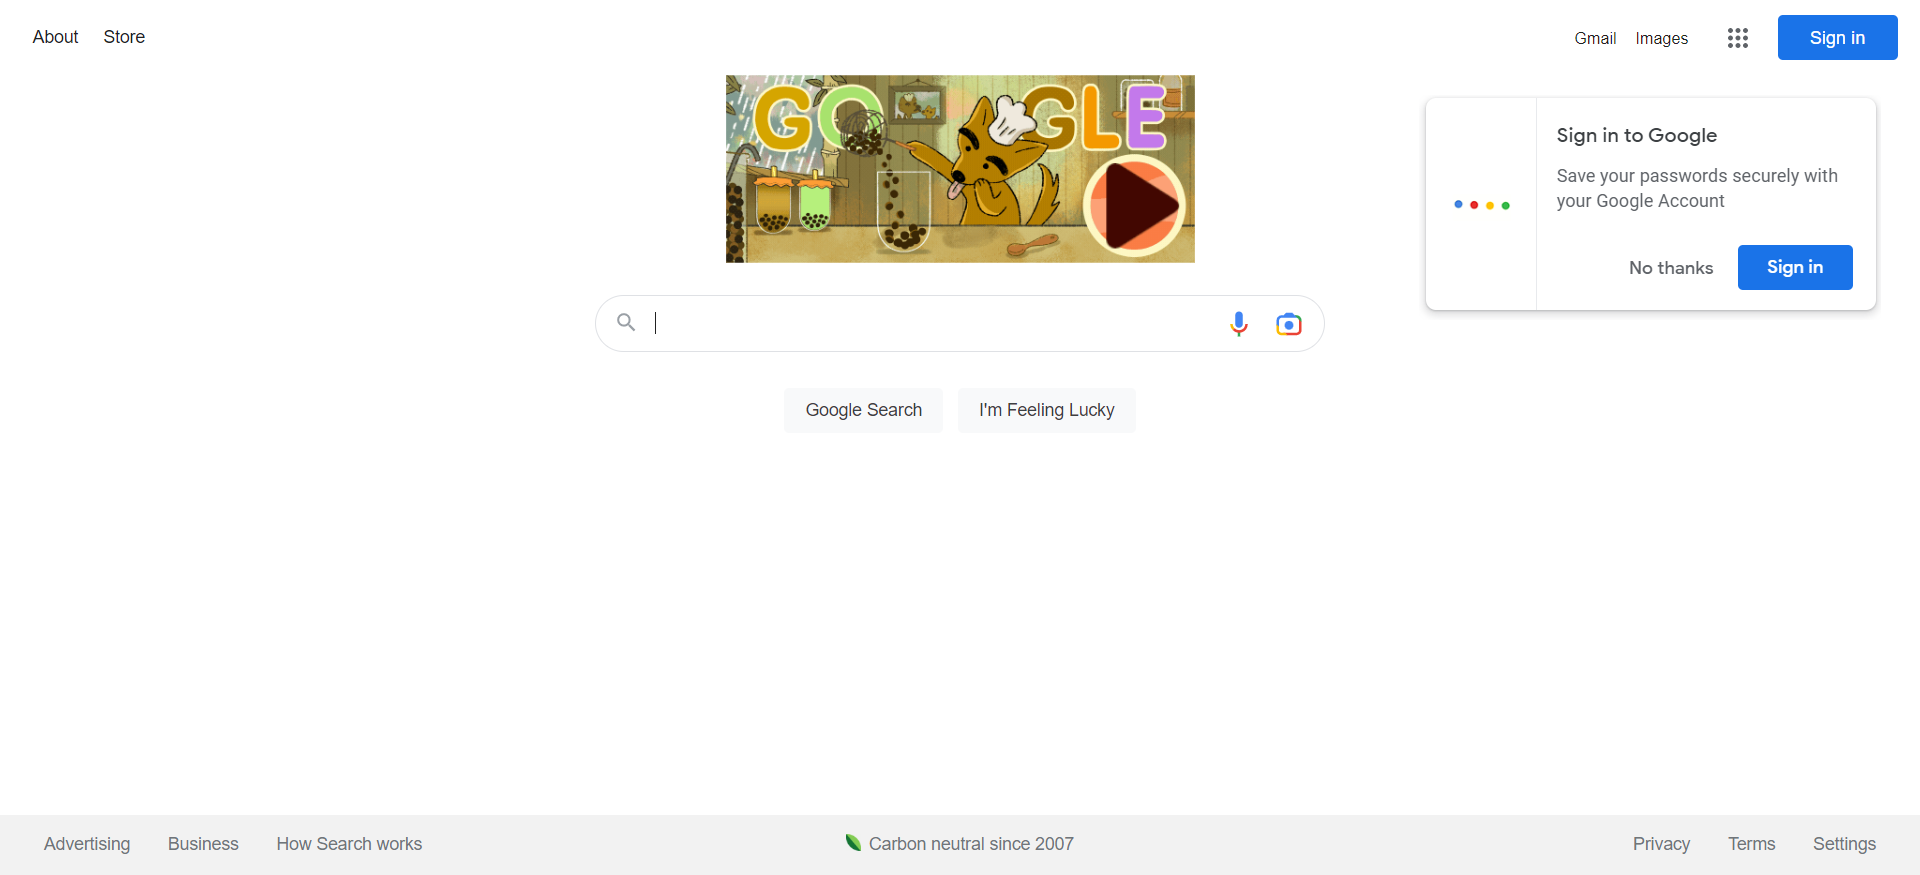 About Store
Gmail Images Sign in
GOOGLE
Sign in to Google
Save your passwords securely with
your Google Account
No thanks Sign in
Google Search I'm Feeling Lucky
Advertising Business How Search works
Carbon neutral since 2007
Privacy Terms Settings